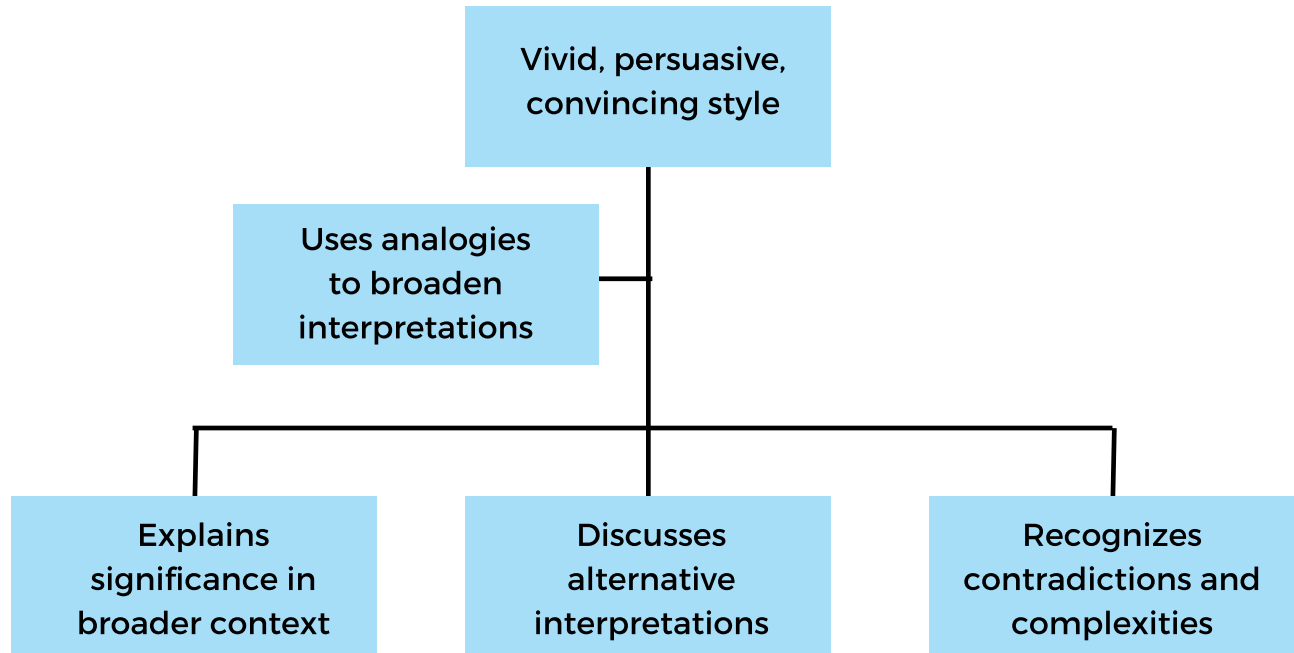 Vivid, persuasive,
convincing style
Uses analogies
to broaden
interpretations
Explains
significance in
broader context
Discusses
alternative
interpretations
Recognizes
contradictions and
complexities